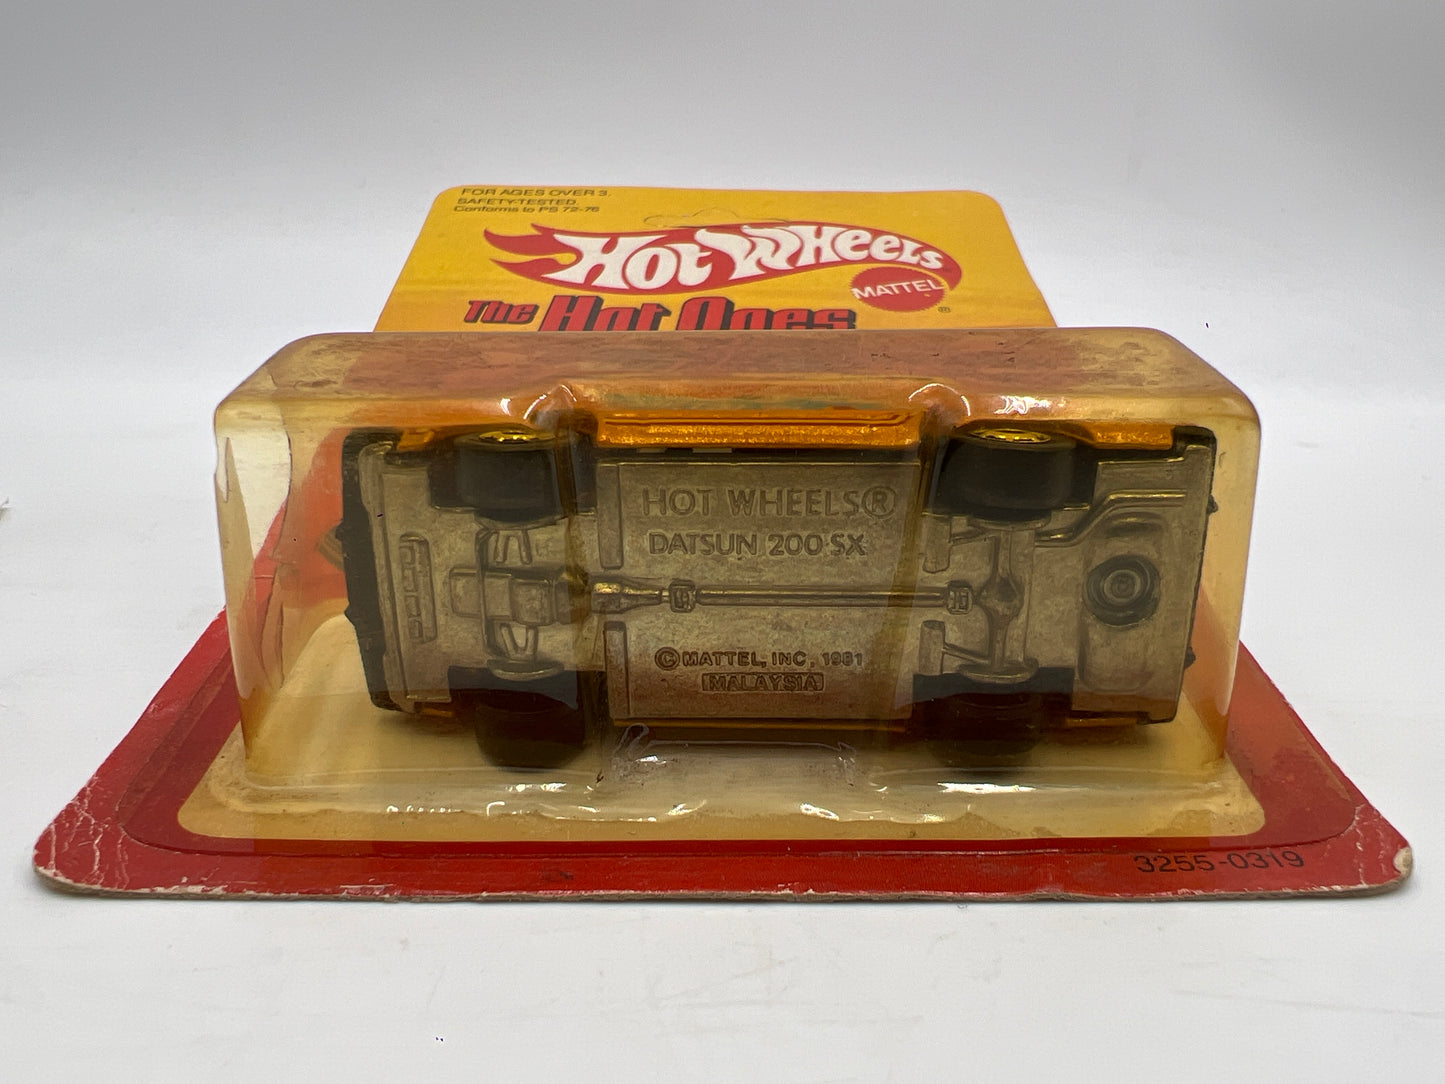 FOR AGES OVER 3.
SAFETY-TESTED.
Conforms to PS 72-76
Hot Wheels
MATTEL
®
The Hot Ones
HOT WHEELS®
DATSUN 200 SX
© MATTEL, INC, 1981
MALAYSIA
3255-0319